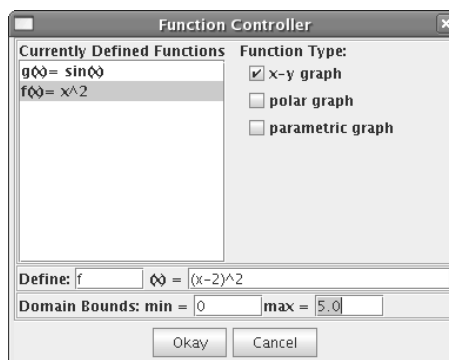 Function Controller
Currently Defined Functions
g(x)= sin(x)
f(x)= x^2
Function Type:
x-y graph
polar graph
parametric graph
Define: f (x) = (x-2)^2
Domain Bounds: min = 0 max = 5.0
Okay Cancel